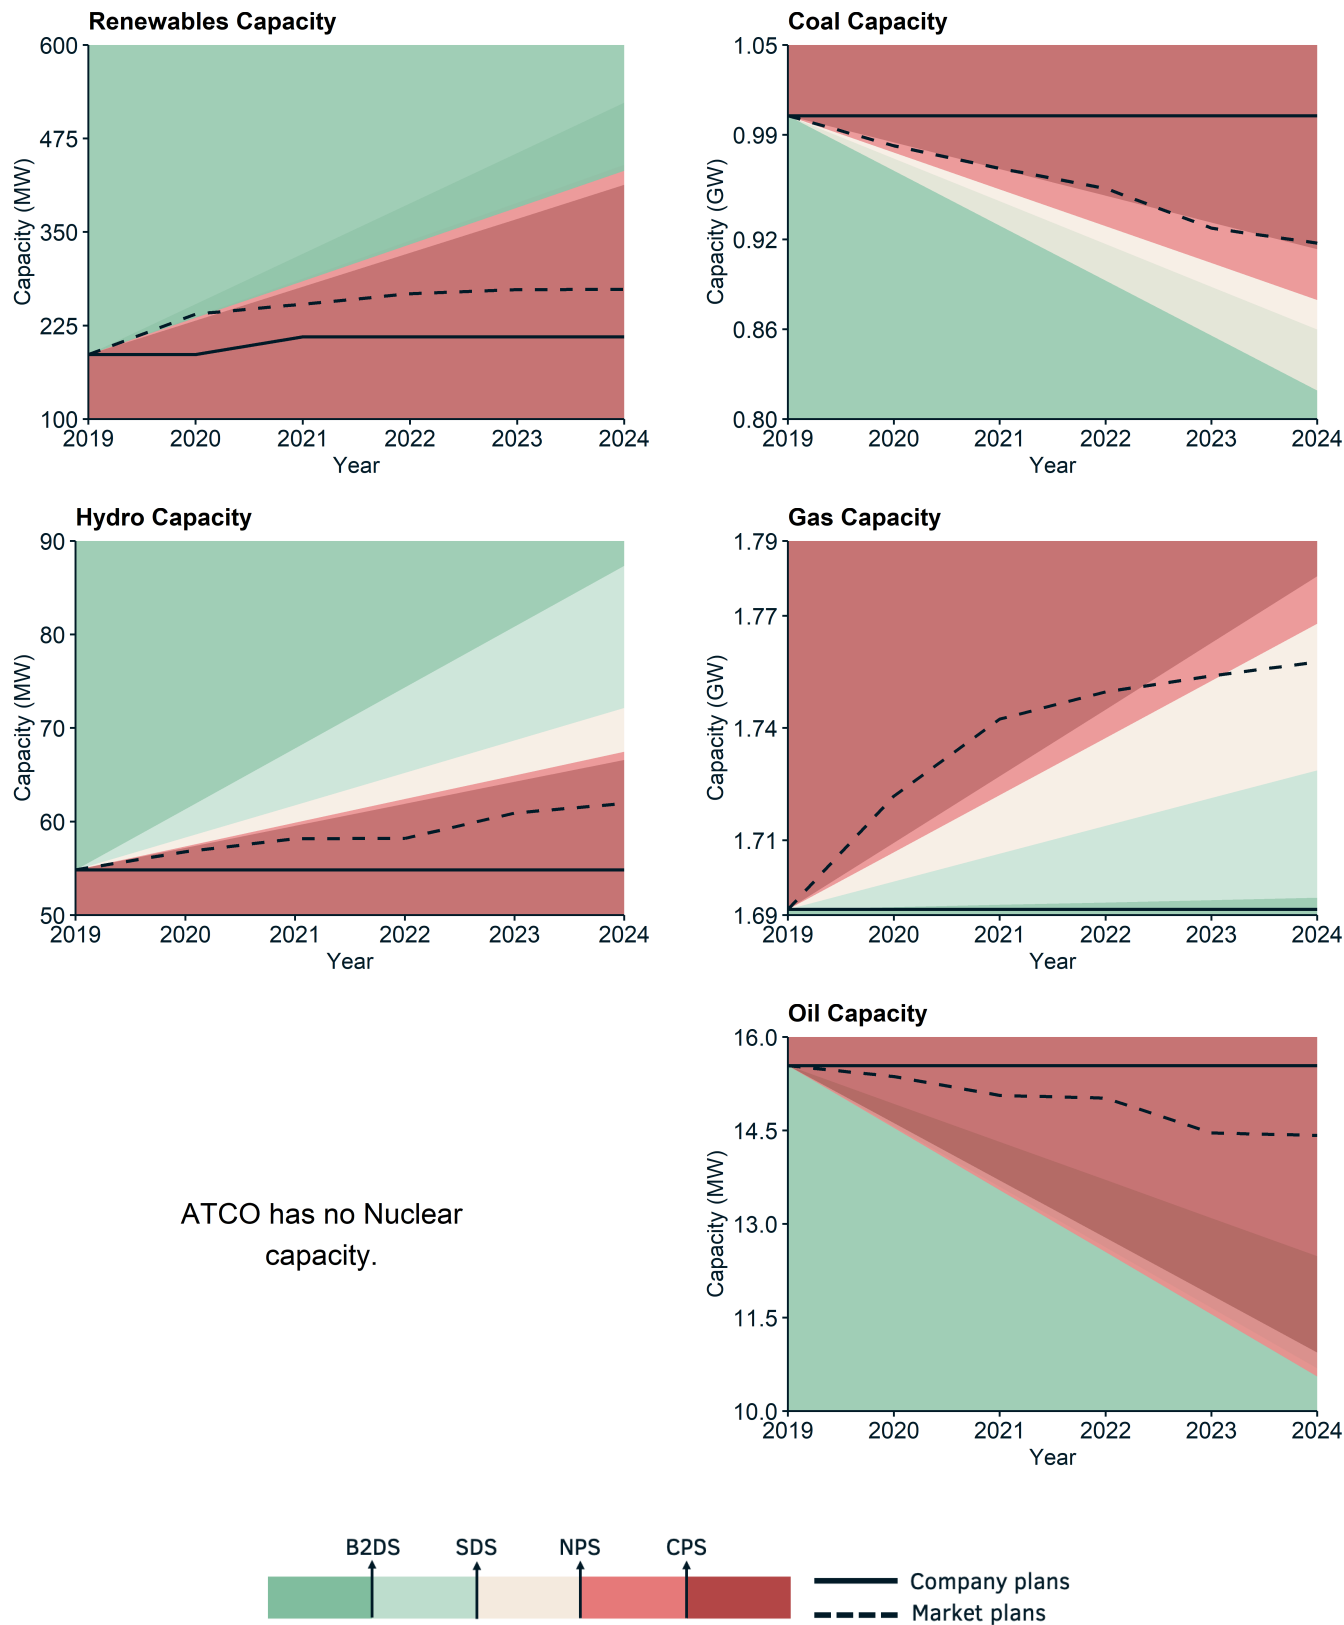 Renewables Capacity
Capacity (MW)
600
475
350
225
100
2019 2020 2021 2022 2023 2024
Year
Coal Capacity
Capacity (GW)
1.05
0.99
0.92
0.86
0.80
2019 2020 2021 2022 2023 2024
Year
Hydro Capacity
Capacity (MW)
90
80
70
60
50
2019 2020 2021 2022 2023 2024
Year
Gas Capacity
Capacity (GW)
1.79
1.77
1.74
1.71
1.69
2019 2020 2021 2022 2023 2024
Year
ATCO has no Nuclear
capacity.
Oil Capacity
Capacity (MW)
16.0
14.5
13.0
11.5
10.0
2019 2020 2021 2022 2023 2024
Year
B2DS SDS NPS CPS
Company plans
Market plans